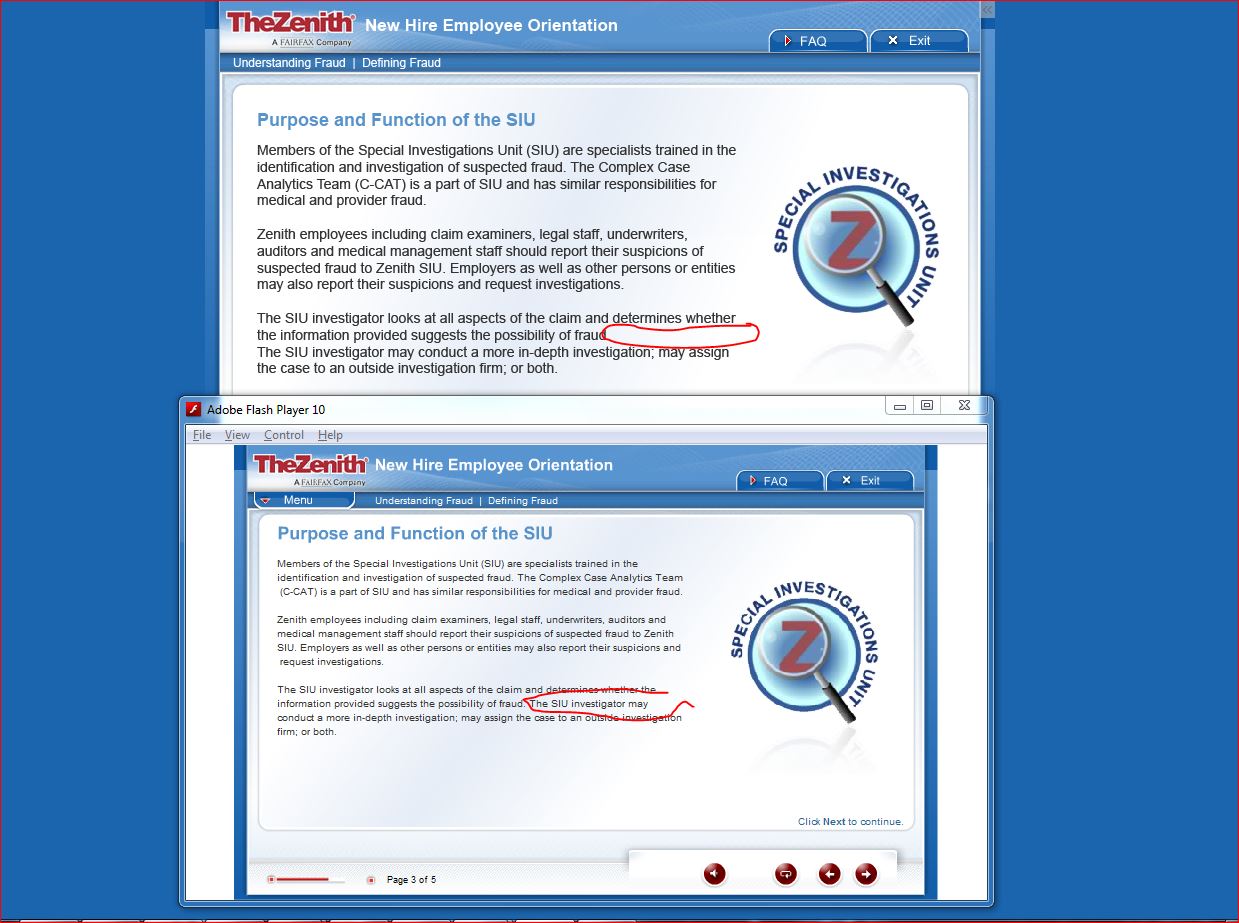 TheZenith
A FAIRFAX Company
New Hire Employee Orientation
FAQ
Exit
Understanding Fraud | Defining Fraud
Purpose and Function of the SIU
Members of the Special Investigations Unit (SIU) are specialists trained in the
identification and investigation of suspected fraud. The Complex Case
Analytics Team (C-CAT) is a part of SIU and has similar responsibilities for
medical and provider fraud.
Zenith employees including claim examiners, legal staff, underwriters,
auditors and medical management staff should report their suspicions of
suspected fraud to Zenith SIU. Employers as well as other persons or entities
may also report their suspicions and request investigations.
The SIU investigator looks at all aspects of the claim and determines whether
the information provided suggests the possibility of fraud
The SIU investigator may conduct a more in-depth investigation; may assign
the case to an outside investigation firm; or both.
SPECIAL INVESTIGATIONS UNIT
Z
Adobe Flash Player 10
File View Control Help
TheZenith
A FAIRFAX Company
New Hire Employee Orientation
FAQ
Exit
Menu
Understanding Fraud | Defining Fraud
Purpose and Function of the SIU
Members of the Special Investigations Unit (SIU) are specialists trained in the
identification and investigation of suspected fraud. The Complex Case Analytics Team
(C-CAT) is a part of SIU and has similar responsibilities for medical and provider fraud.
Zenith employees including claim examiners, legal staff, underwriters, auditors and
medical management staff should report their suspicions of suspected fraud to Zenith
SIU. Employers as well as other persons or entities may also report their suspicions and
request investigations.
The SIU investigator looks at all aspects of the claim and determines whether the
information provided suggests the possibility of fraud. The SIU investigator may
conduct a more in-depth investigation; may assign the case to an outside investigation
firm; or both.
SPECIAL INVESTIGATIONS UNIT
Z
Click Next to continue.
Page 3 of 5